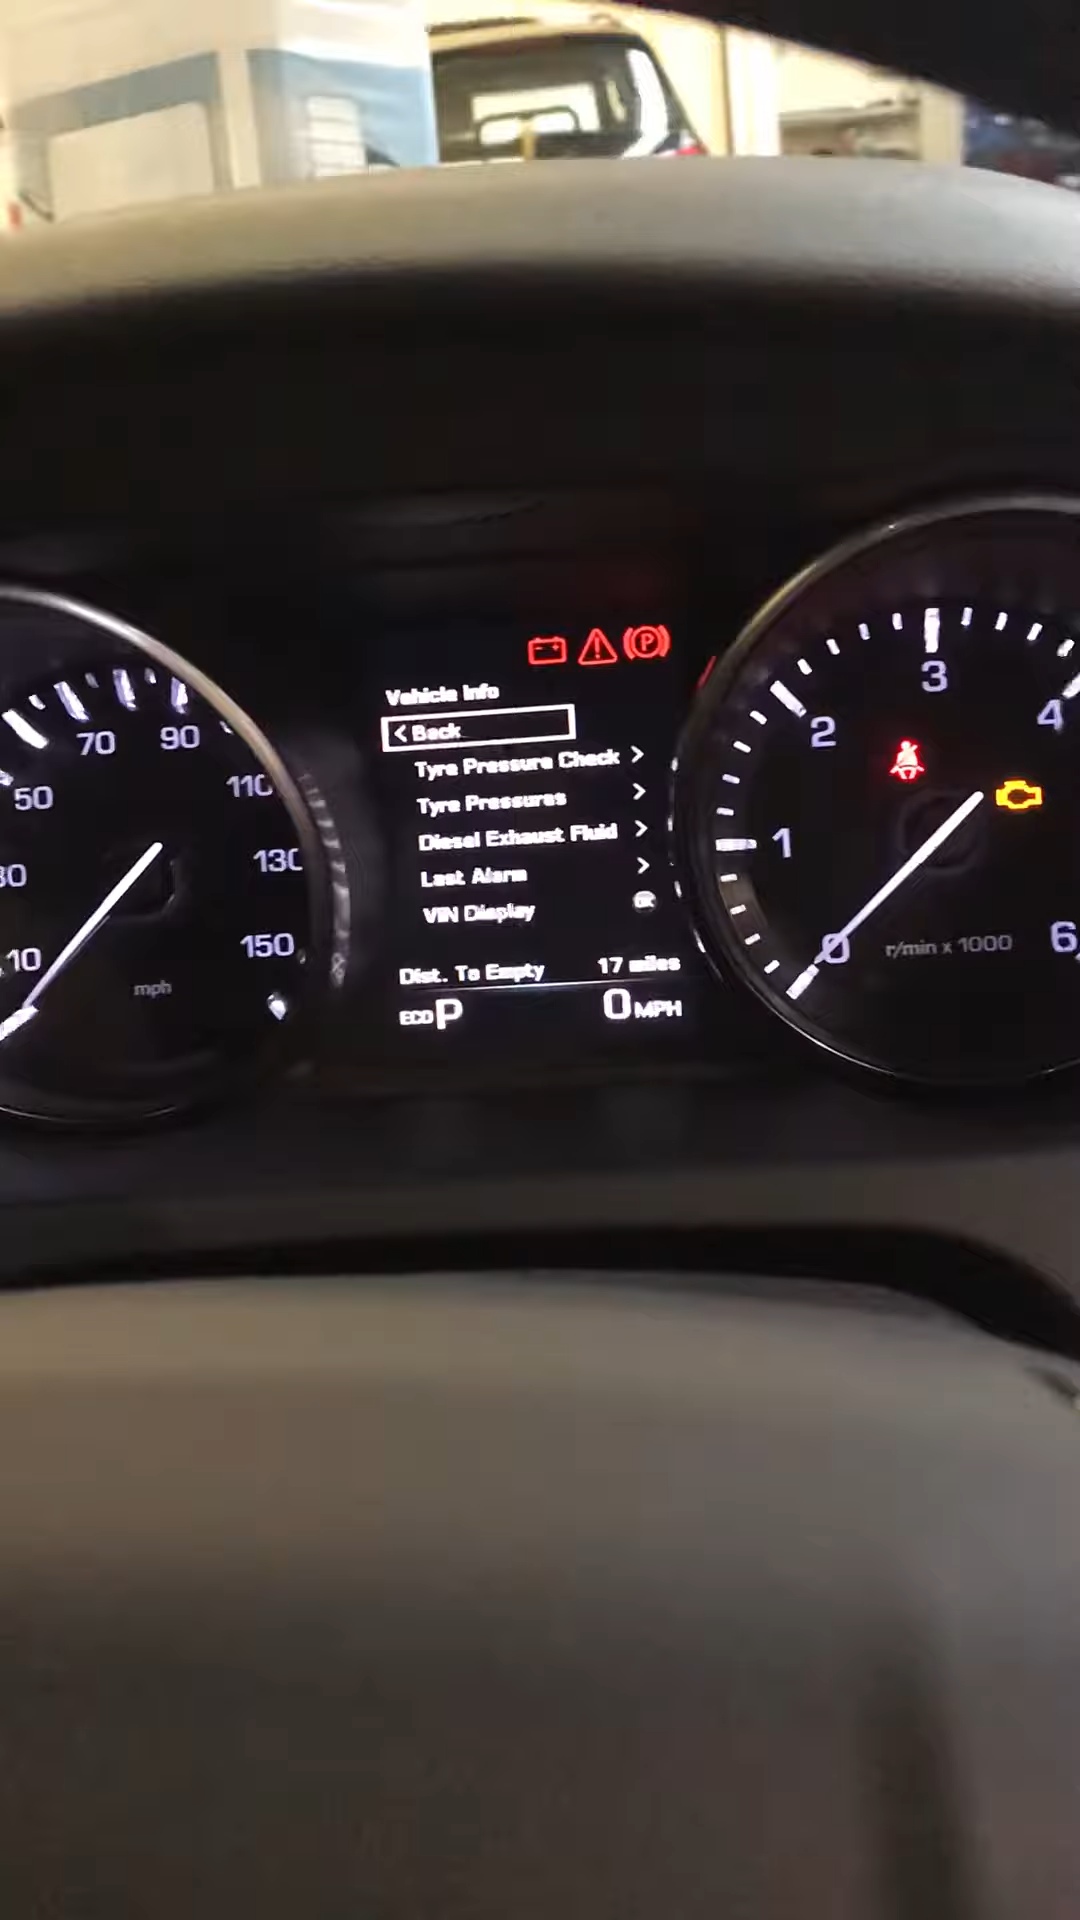 Vehicle Info
< Back
Tyre Pressure Check >
Tyre Pressures >
Diesel Exhaust Fluid >
Last Alarm >
VIN Display OK
Dist. To Empty 17 miles
ECO P 0 MPH
10
50
70
90
110
130
150
mph
0
1
2
3
4
6
r/min x 1000
P